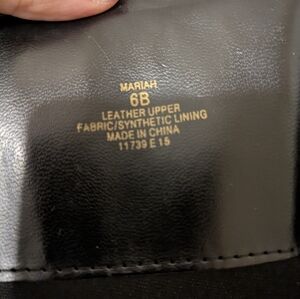 MARIAH
6B
LEATHER UPPER
FABRIC/SYNTHETIC LINING
MADE IN CHINA
11739 E 15